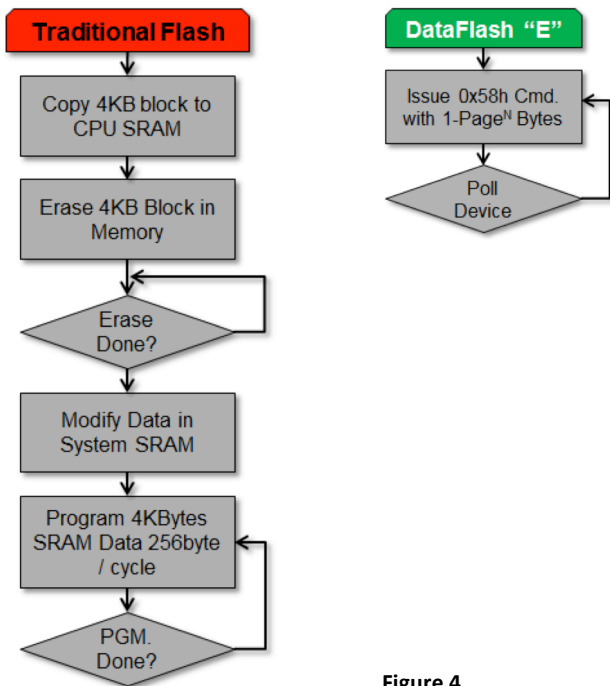 Traditional Flash
Copy 4KB block to
CPU SRAM
Erase 4KB Block in
Memory
Erase
Done?
Modify Data in
System SRAM
Program 4KBytes
SRAM Data 256byte
/ cycle
PGM.
Done?
DataFlash “E”
Issue 0x58h Cmd.
with 1-Pageᴺ Bytes
Poll
Device
Figure 4